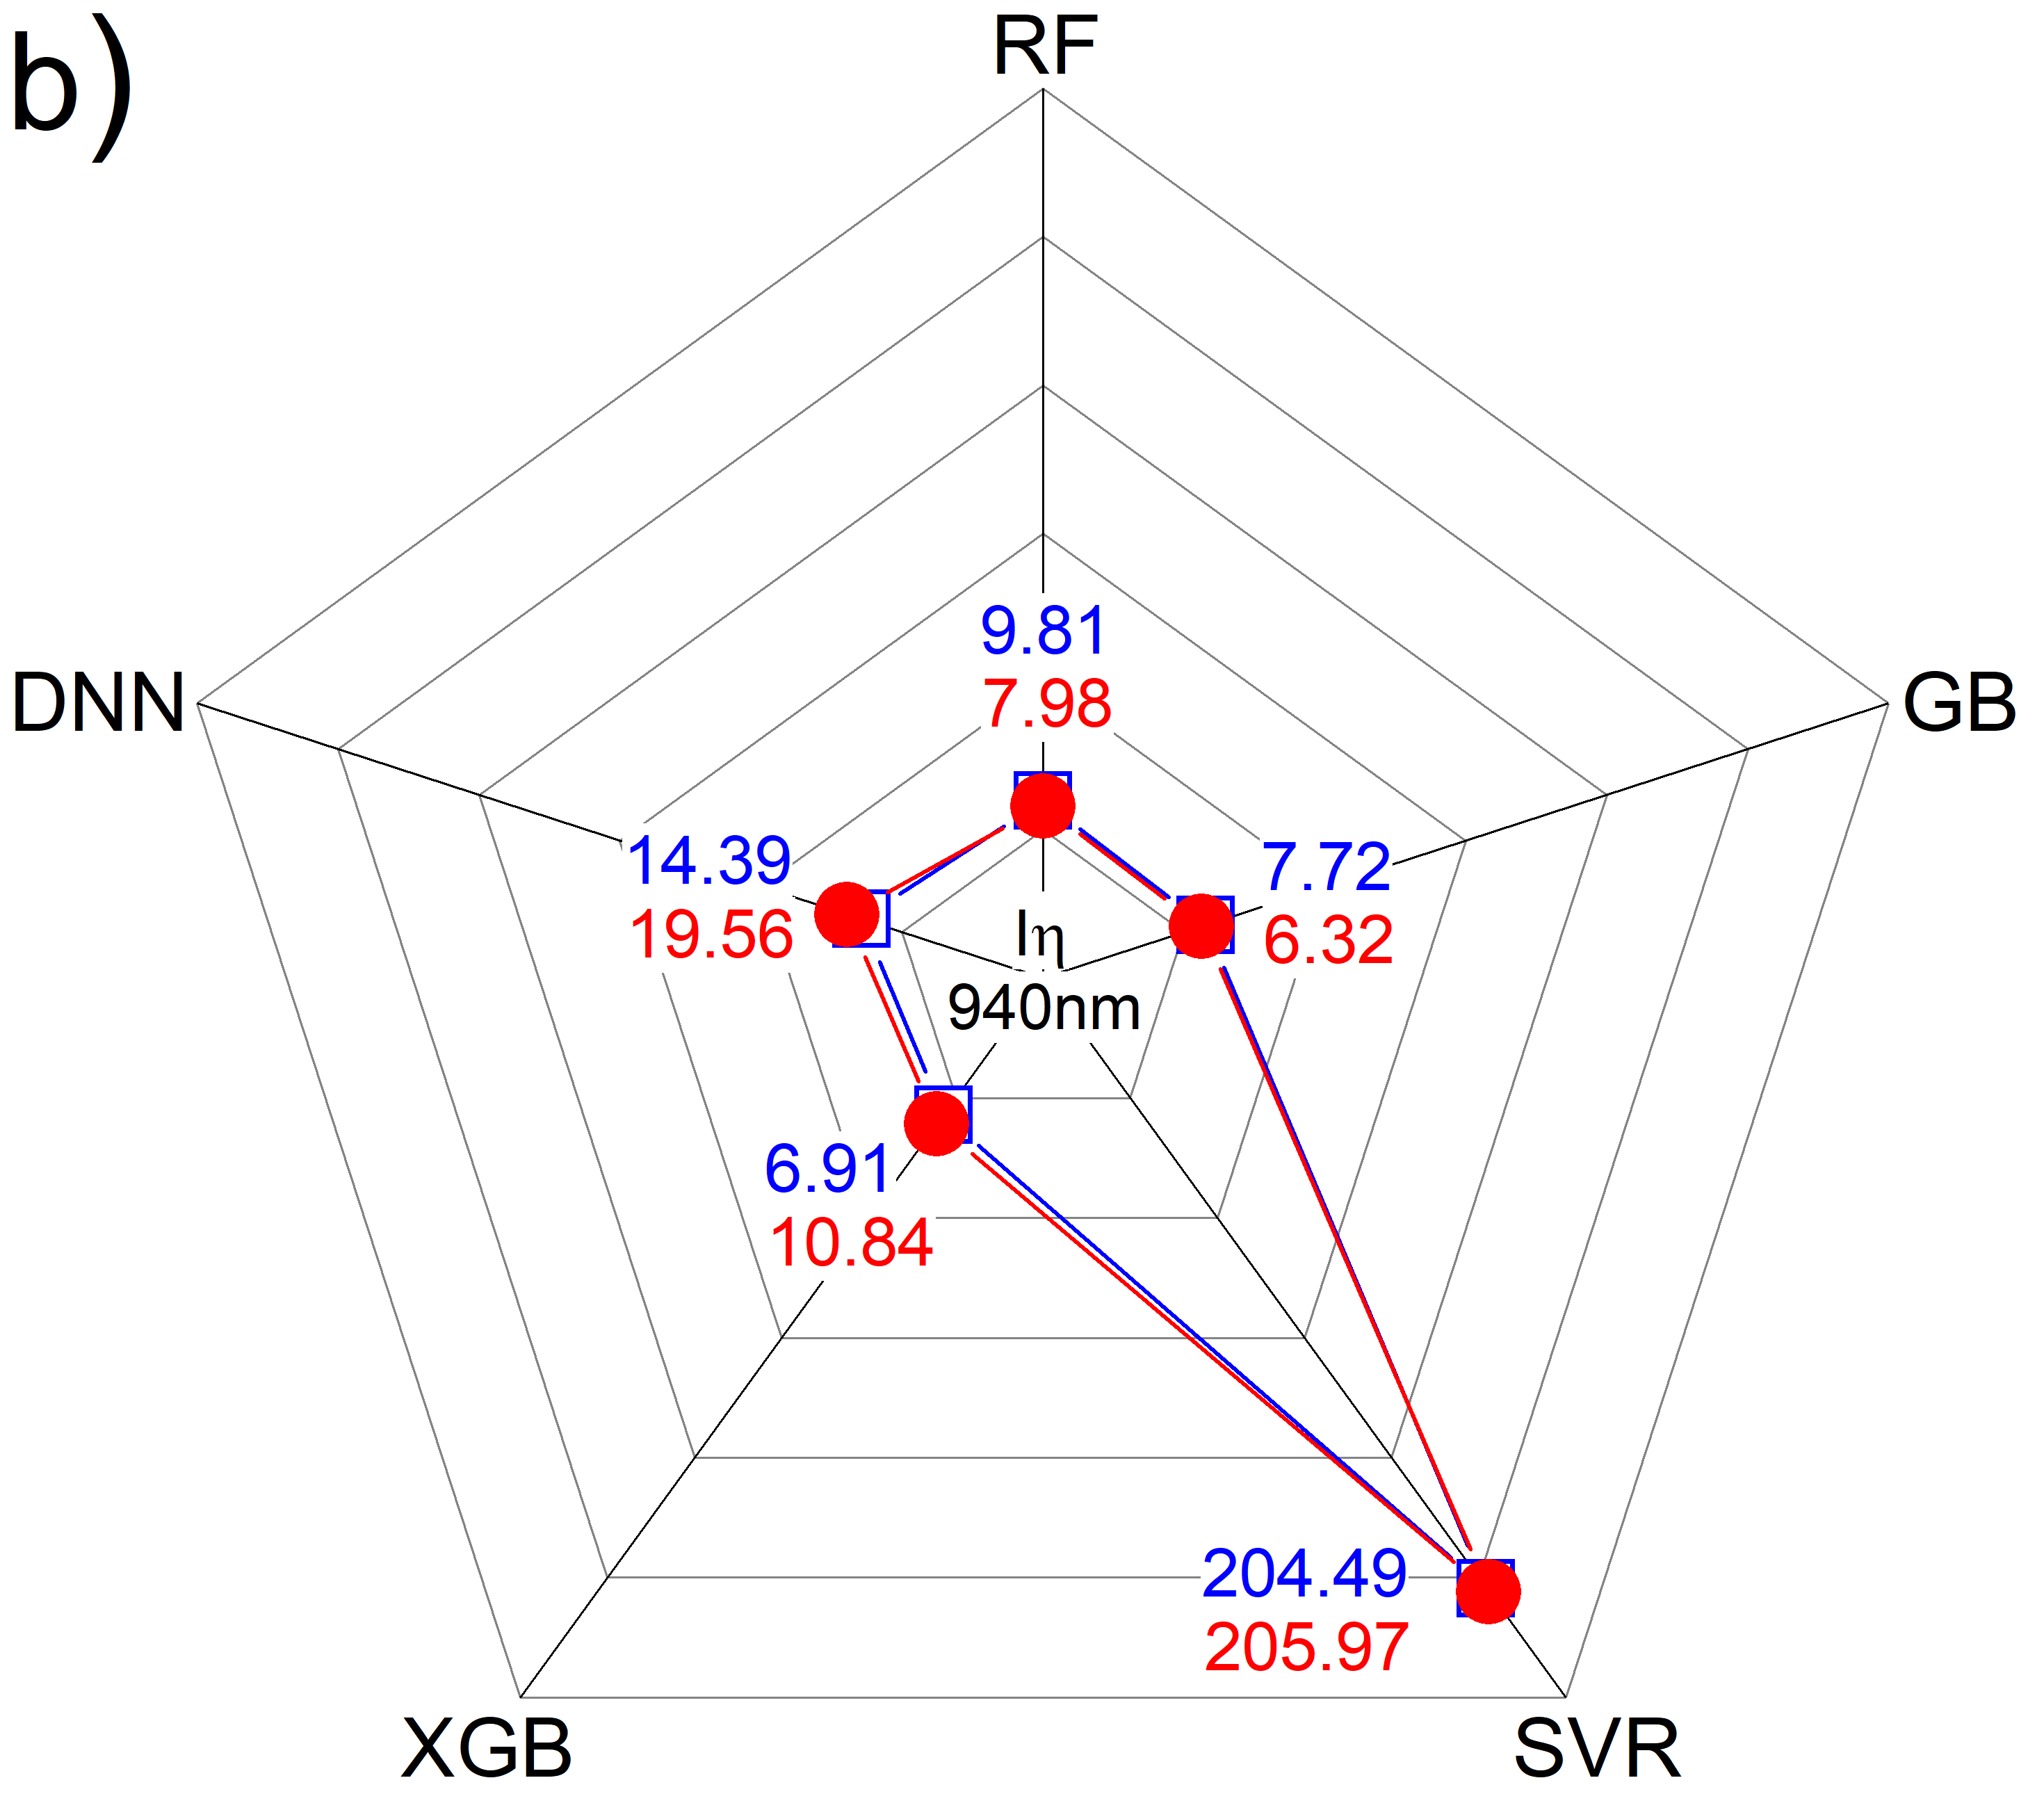 b)
RF
DNN
GB
9.81
7.98
14.39
19.56
7.72
6.32
Iη
940nm
6.91
10.84
204.49
205.97
XGB
SVR